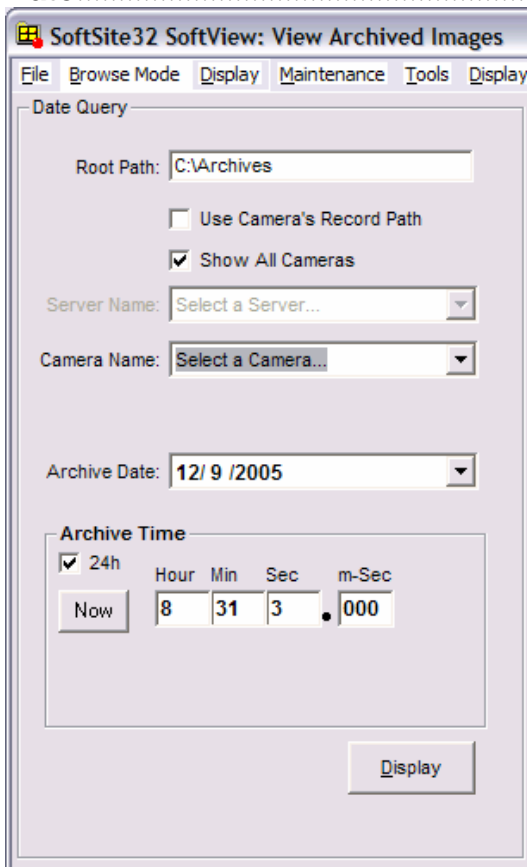 SoftSite32 SoftView: View Archived Images
File Browse Mode Display Maintenance Tools Display
Date Query
Root Path: C:\Archives
Use Camera's Record Path
Show All Cameras
Server Name: Select a Server...
Camera Name: Select a Camera...
Archive Date: 12/ 9 /2005
Archive Time
24h
Hour Min Sec m-Sec
Now 8 31 3 . 000
Display